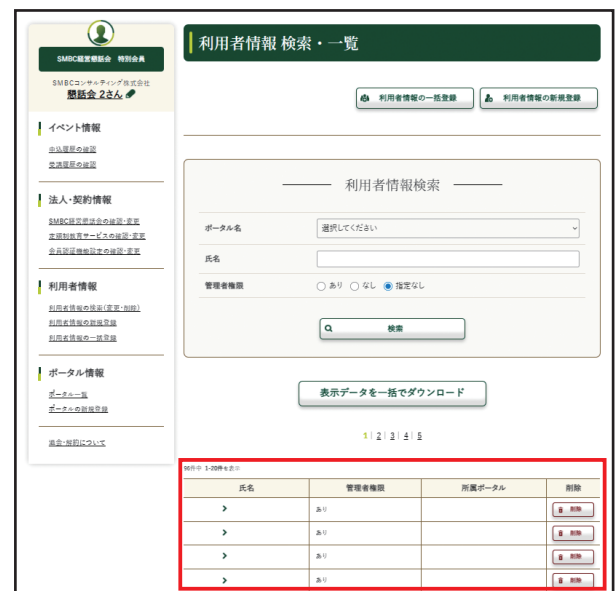 SMBC経営懇話会　特別会員
SMBCコンサルティング株式会社
懇話会 2さん
イベント情報
申込履歴の確認
受講履歴の確認
法人・契約情報
SMBC経営懇話会の確認・変更
定額制教育サービスの確認・変更
会員認証機能設定の確認・変更
利用者情報
利用者情報の検索(変更・削除)
利用者情報の新規登録
利用者情報の一括登録
ポータル情報
ポータル一覧
ポータルの新規登録
退会・解約について
利用者情報 検索・一覧
利用者情報の一括登録
利用者情報の新規登録
利用者情報検索
ポータル名 選択してください
氏名
管理者権限 あり なし 指定なし
検索
表示データを一括でダウンロード
1 | 2 | 3 | 4 | 5
96件中 1-20件を表示
氏名 管理者権限 所属ポータル 削除
あり 削除
あり 削除
あり 削除
あり 削除